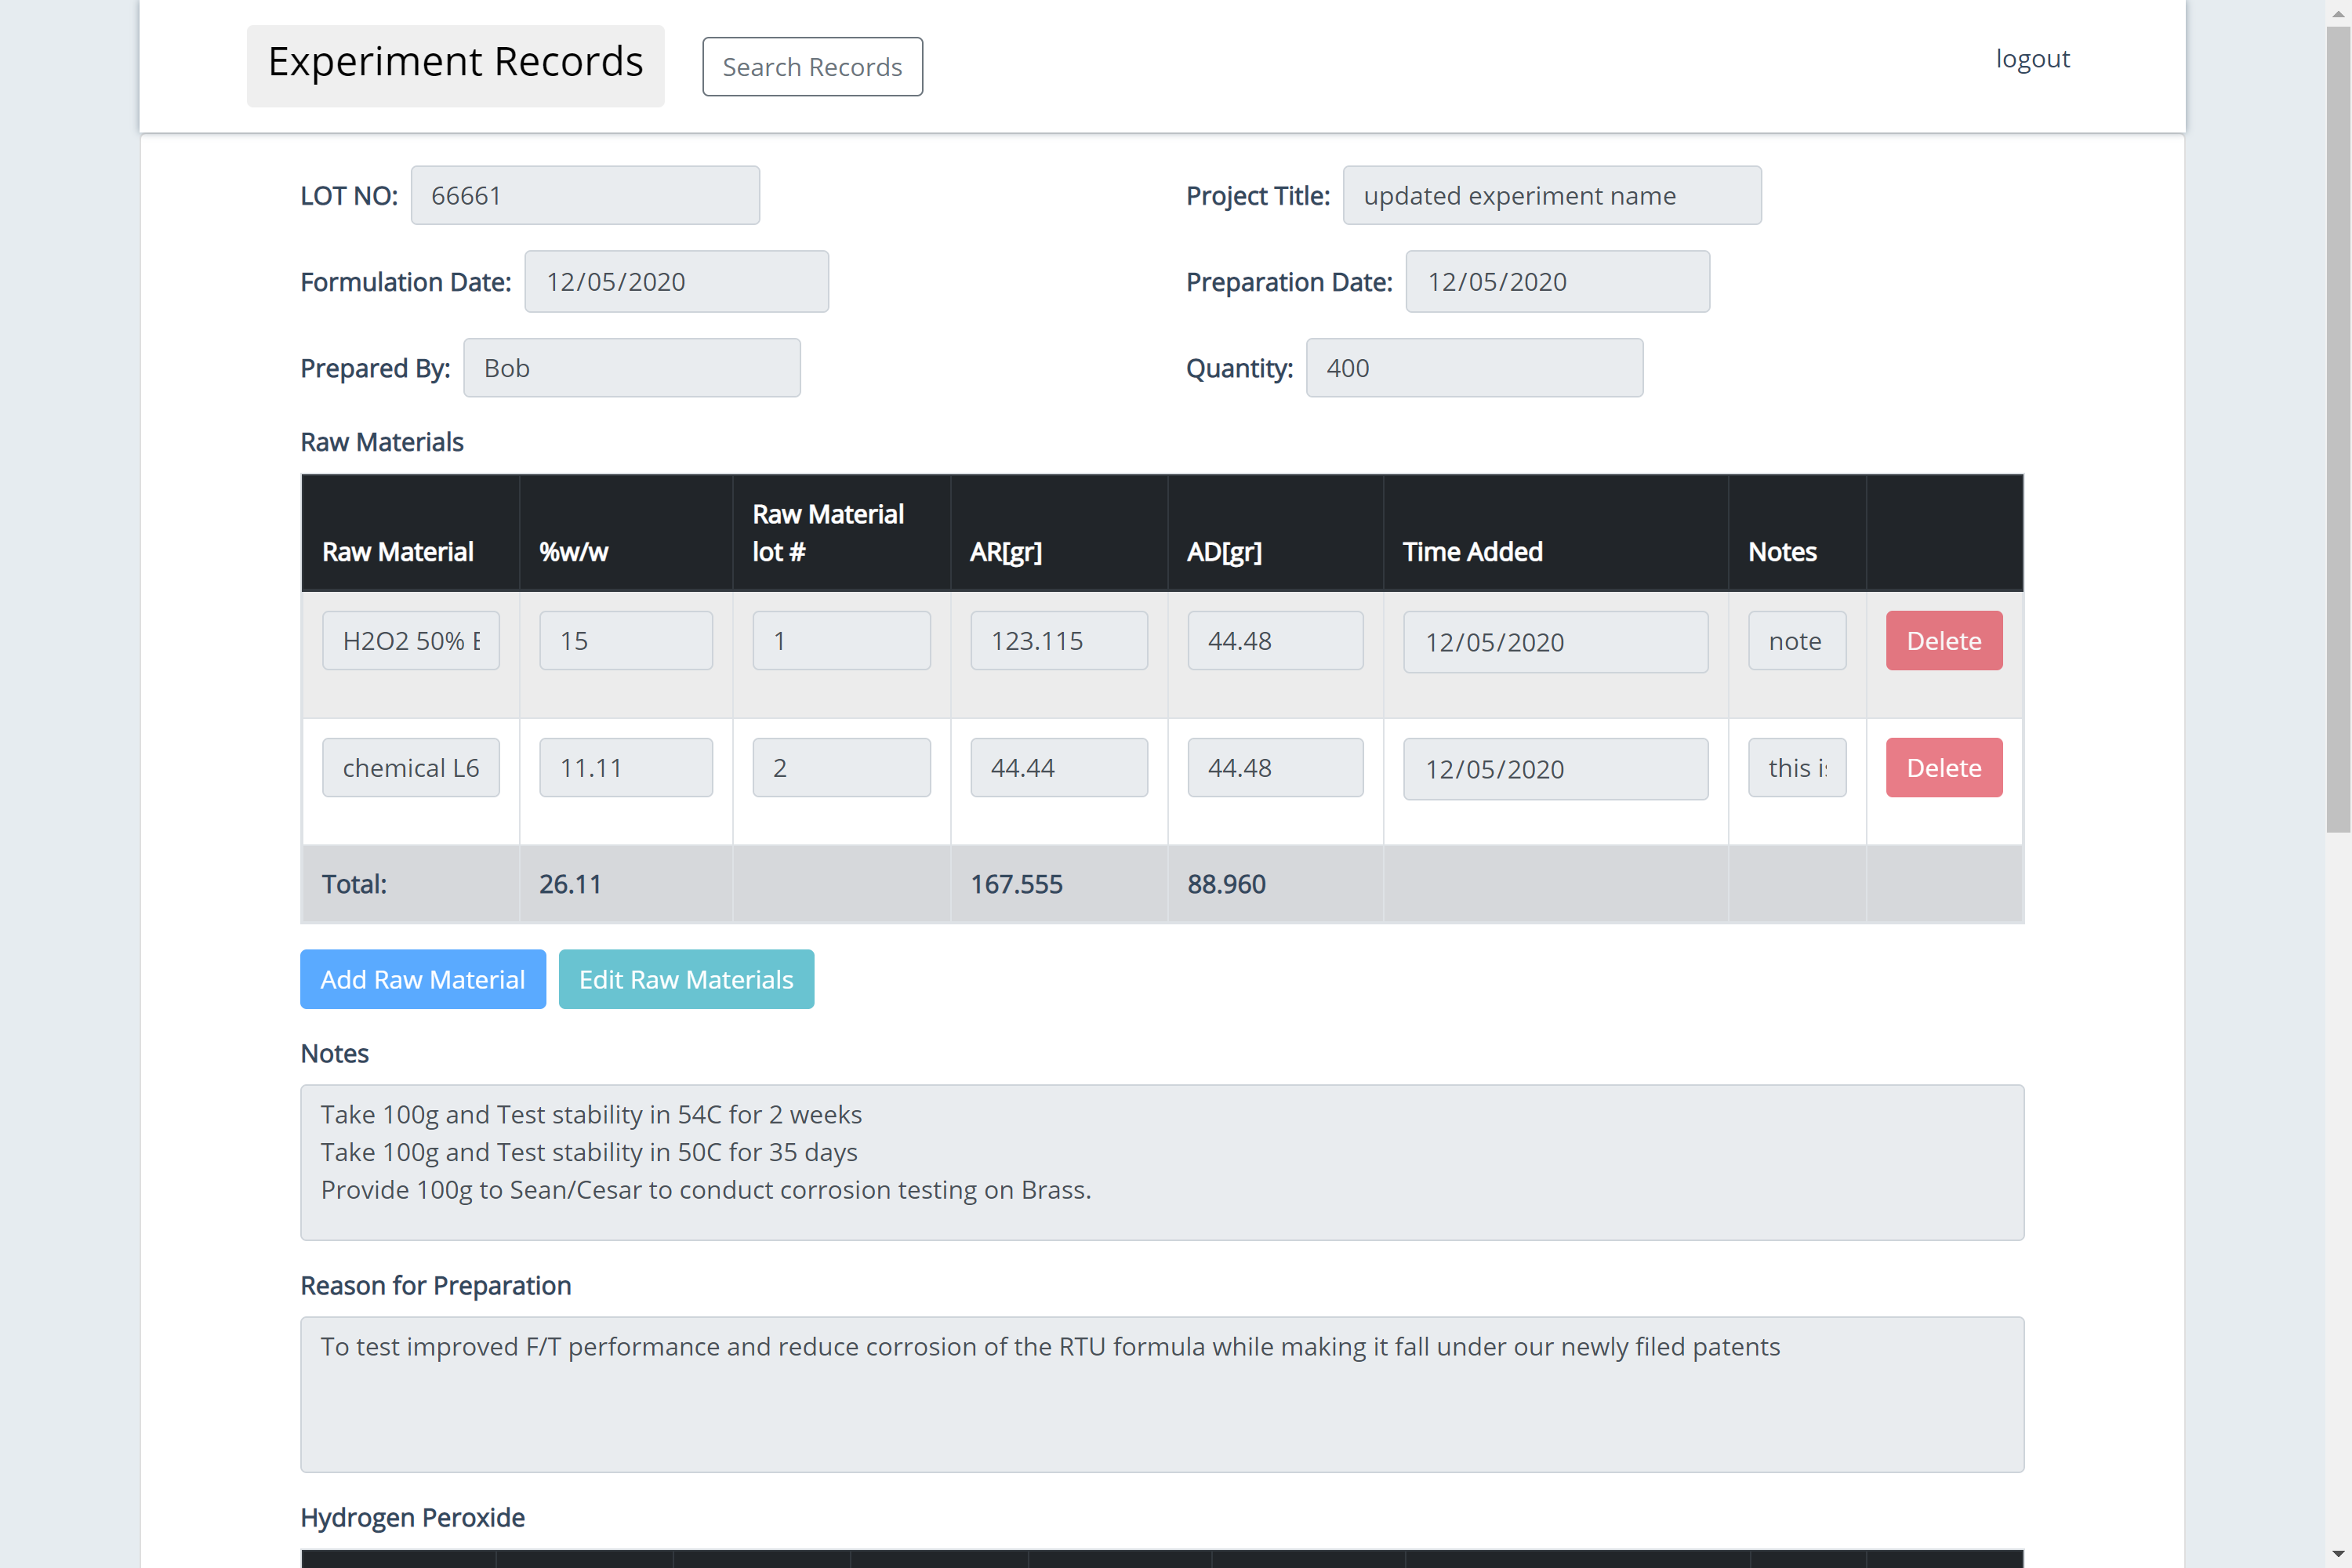 Experiment Records
Search Records
logout
LOT NO: 66661
Project Title: updated experiment name
Formulation Date: 12/05/2020
Preparation Date: 12/05/2020
Prepared By: Bob
Quantity: 400
Raw Materials
Raw Material %w/w Raw Material lot # AR[gr] AD[gr] Time Added Notes
H2O2 50% 15 1 123.115 44.48 12/05/2020 note Delete
chemical L6 11.11 2 44.44 44.48 12/05/2020 this Delete
Total: 26.11 167.555 88.960
Add Raw Material Edit Raw Materials
Notes
Take 100g and Test stability in 54C for 2 weeks
Take 100g and Test stability in 50C for 35 days
Provide 100g to Sean/Cesar to conduct corrosion testing on Brass.
Reason for Preparation
To test improved F/T performance and reduce corrosion of the RTU formula while making it fall under our newly filed patents
Hydrogen Peroxide